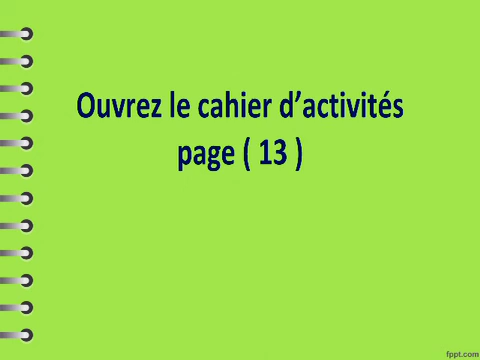 Ouvrez le cahier d’activités
page ( 13 )
fppt.com